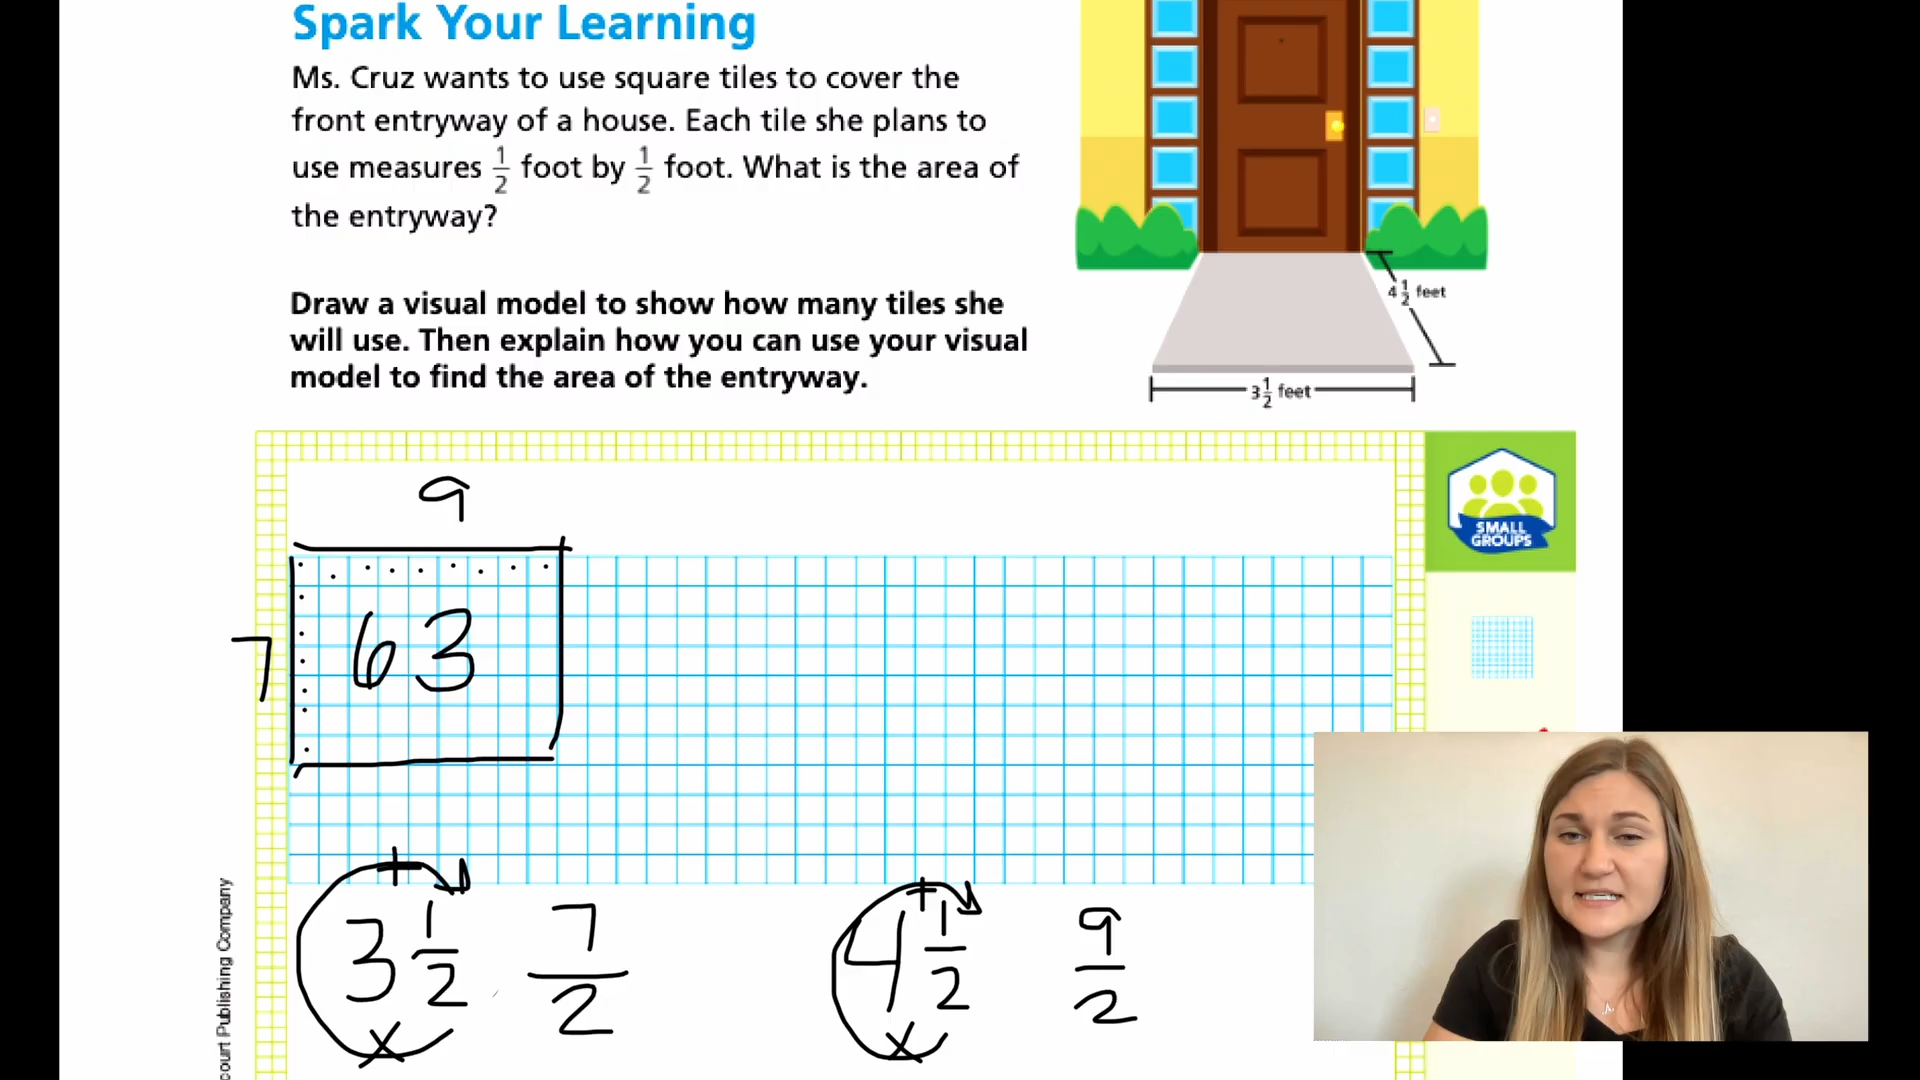 Spark Your Learning
Ms. Cruz wants to use square tiles to cover the
front entryway of a house. Each tile she plans to
use measures 1/2 foot by 1/2 foot. What is the area of
the entryway?
Draw a visual model to show how many tiles she
will use. Then explain how you can use your visual
model to find the area of the entryway.
4 1/2 feet
3 1/2 feet
SMALL
GROUPS
9
7
63
+
3 1/2
x
7/2
+
4 1/2
x
9/2
court Publishing Company